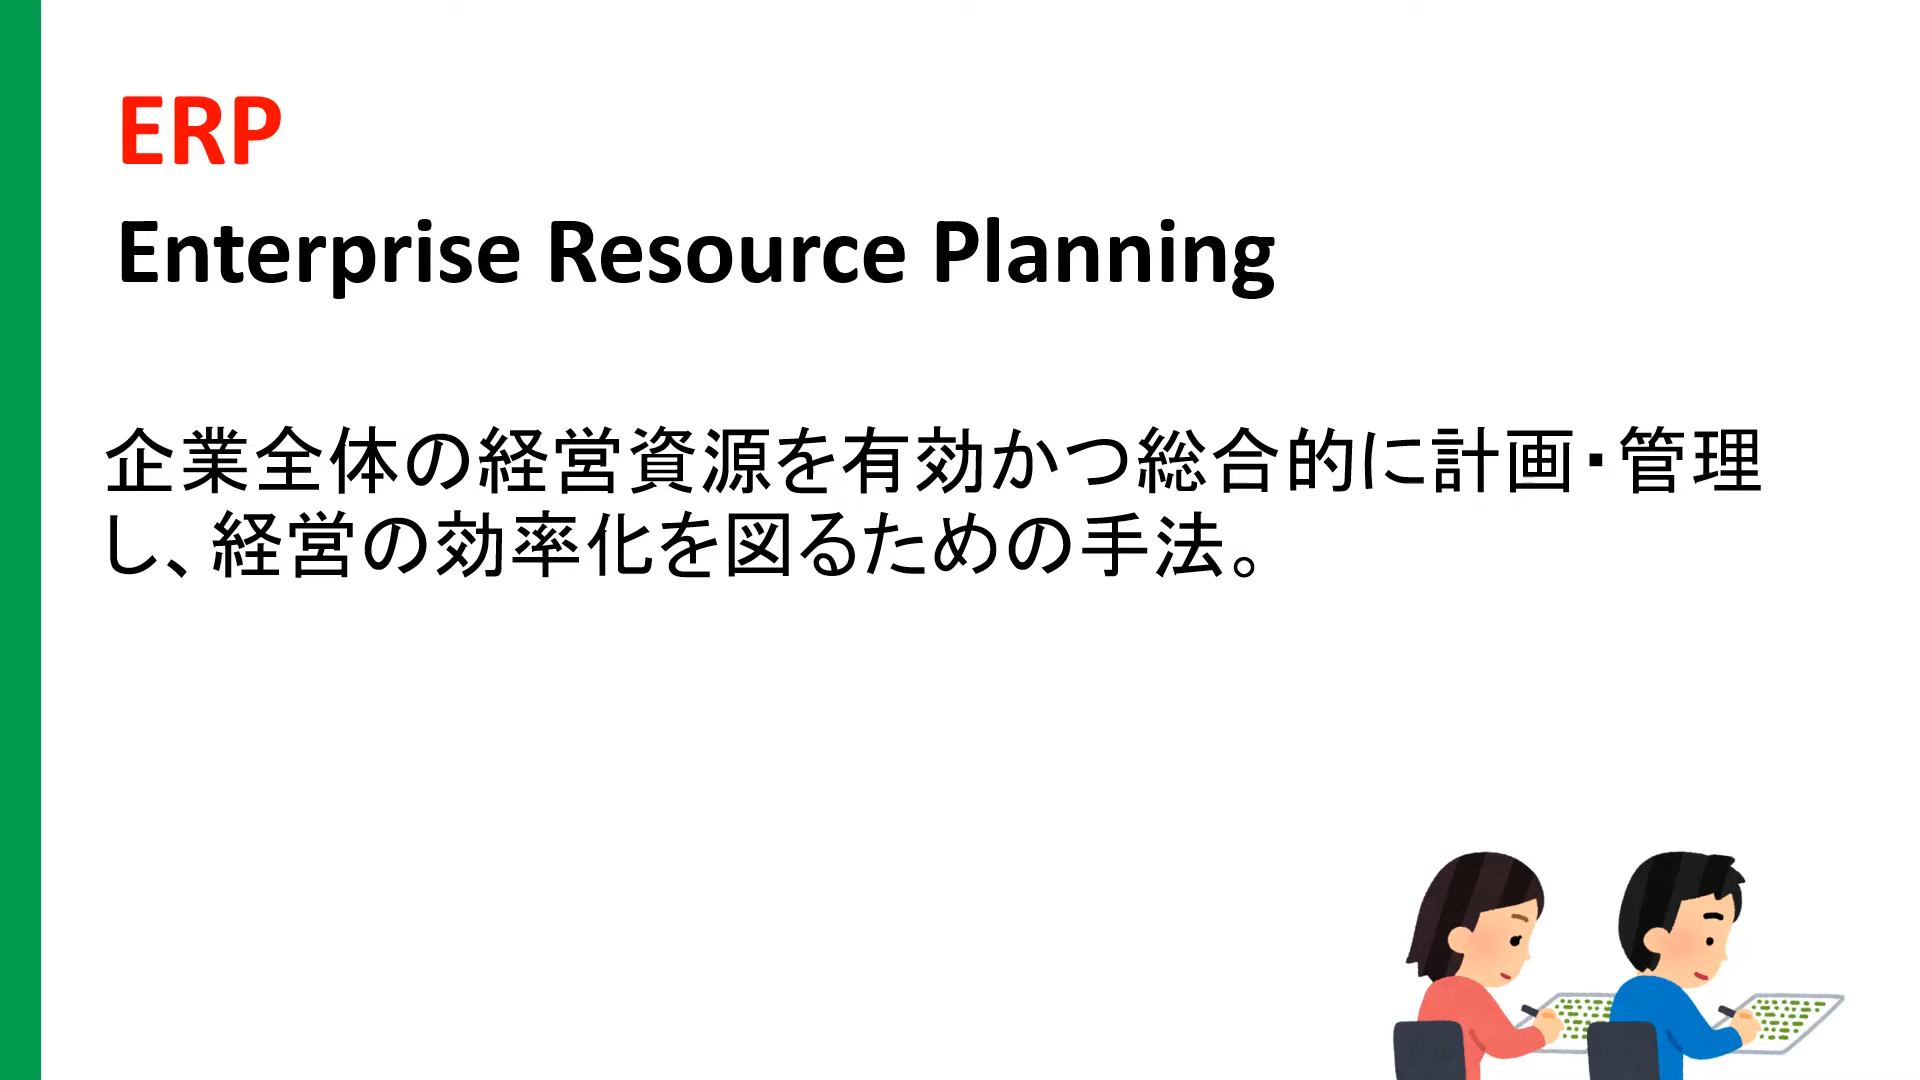 ERP
Enterprise Resource Planning
企業全体の経営資源を有効かつ総合的に計画・管理
し、経営の効率化を図るための手法。